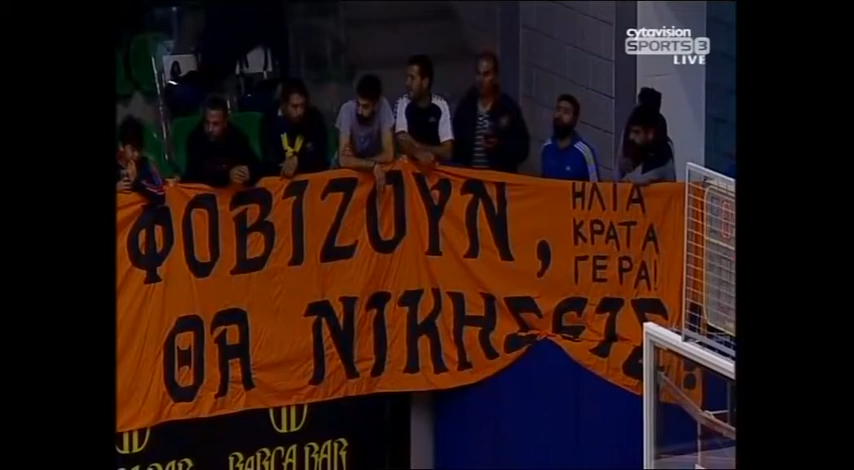 cytavision
SPORTS 3
LIVE
ΦΟΒΙΖΟΥΝ,
ΗΛΙΑ
ΚΡΑΤΑ
ΓΕΡΑ!
ΘΑ ΝΙΚΗΣΕΙΣ!
BARCA BAR